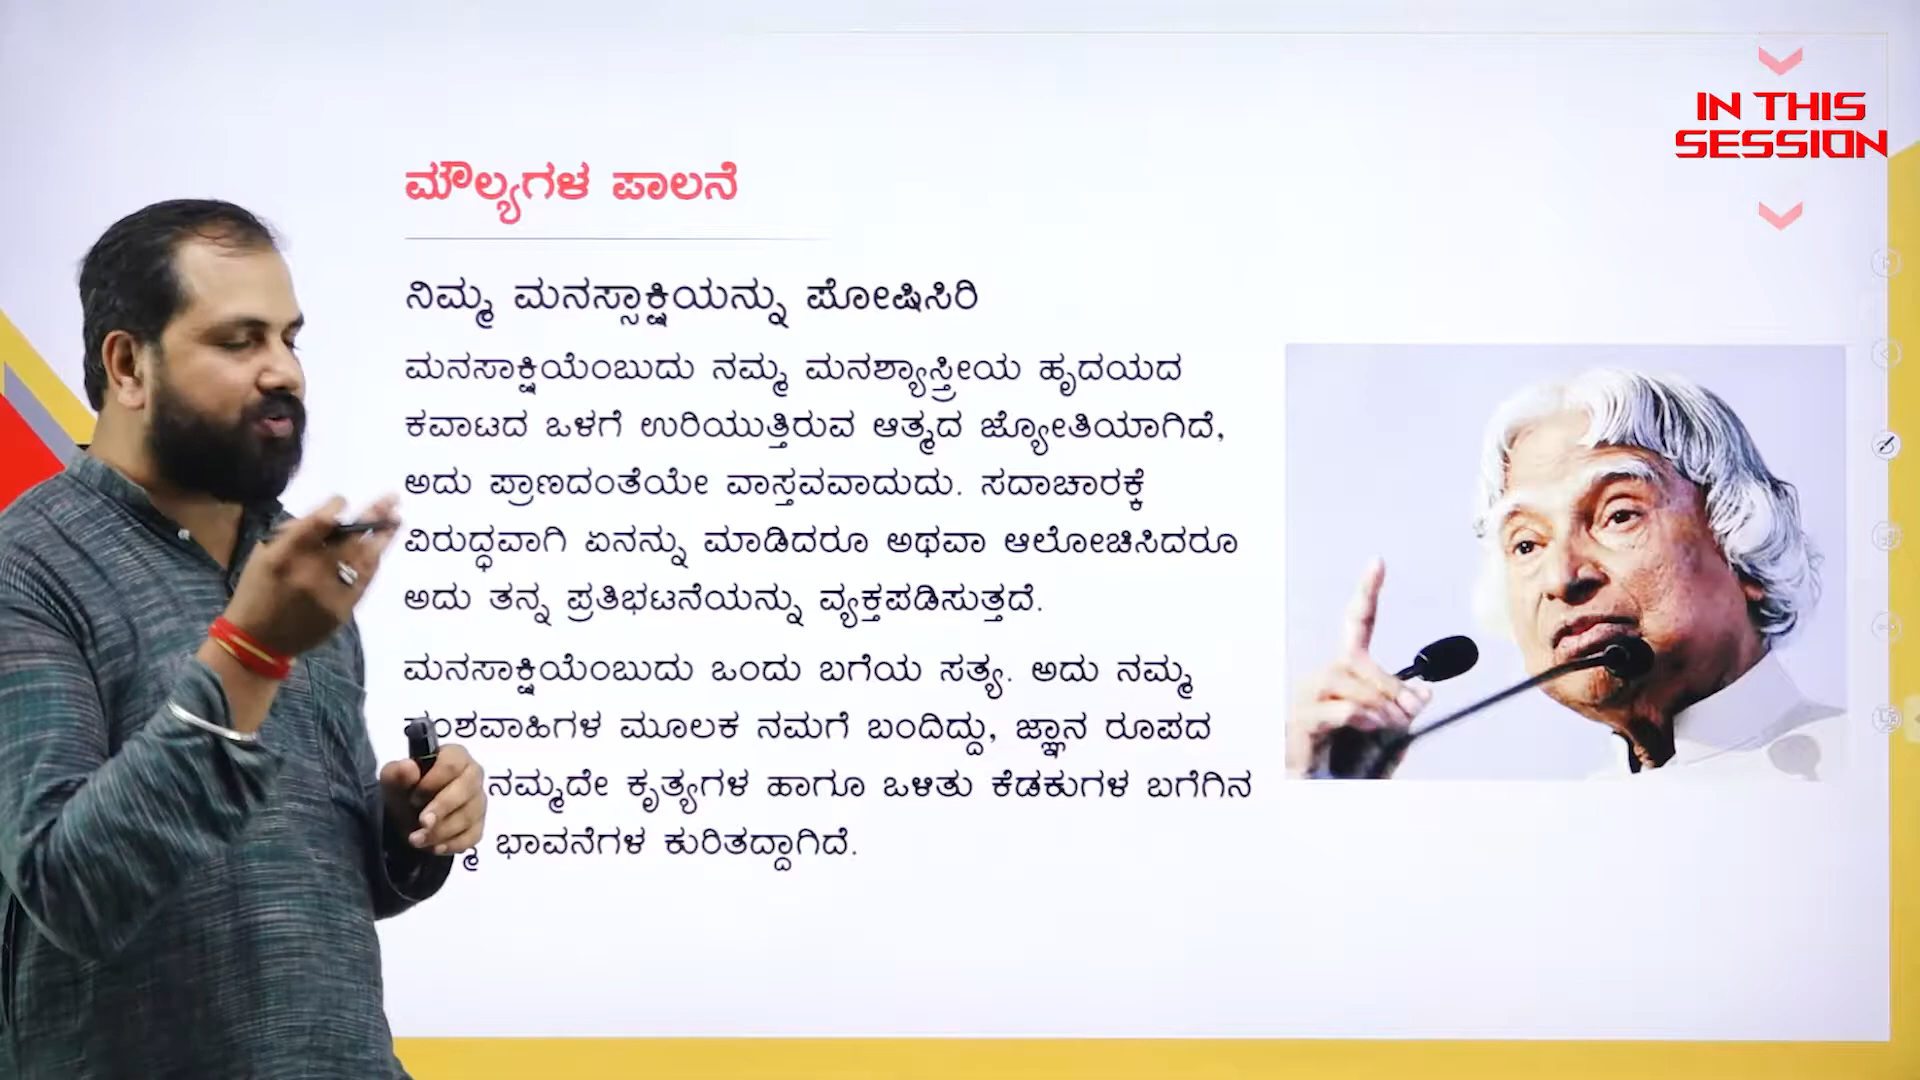 IN THIS
SESSION
ಮೌಲ್ಯಗಳ ಪಾಲನೆ
ನಿಮ್ಮ ಮನಸ್ಸಾಕ್ಷಿಯನ್ನು ಪೋಷಿಸಿರಿ
ಮನಸಾಕ್ಷಿಯೆಂಬುದು ನಮ್ಮ ಮನಶ್ಯಾಸ್ತ್ರೀಯ ಹೃದಯದ
ಕವಾಟದ ಒಳಗೆ ಉರಿಯುತ್ತಿರುವ ಆತ್ಮದ ಜ್ಯೋತಿಯಾಗಿದೆ,
ಅದು ಪ್ರಾಣದಂತೆಯೇ ವಾಸ್ತವವಾದುದು. ಸದಾಚಾರಕ್ಕೆ
ವಿರುದ್ಧವಾಗಿ ಏನನ್ನು ಮಾಡಿದರೂ ಅಥವಾ ಆಲೋಚಿಸಿದರೂ
ಅದು ತನ್ನ ಪ್ರತಿಭಟನೆಯನ್ನು ವ್ಯಕ್ತಪಡಿಸುತ್ತದೆ.
ಮನಸಾಕ್ಷಿಯೆಂಬುದು ಒಂದು ಬಗೆಯ ಸತ್ಯ. ಅದು ನಮ್ಮ
ಮೂಲಕ ನಮಗೆ ಬಂದಿದ್ದು, ಜ್ಞಾನ ರೂಪದ
ನಮ್ಮದೇ ಕೃತ್ಯಗಳ ಹಾಗೂ ಒಳಿತು ಕೆಡಕುಗಳ ಬಗೆಗಿನ
ಭಾವನೆಗಳ ಕುರಿತದ್ದಾಗಿದೆ.